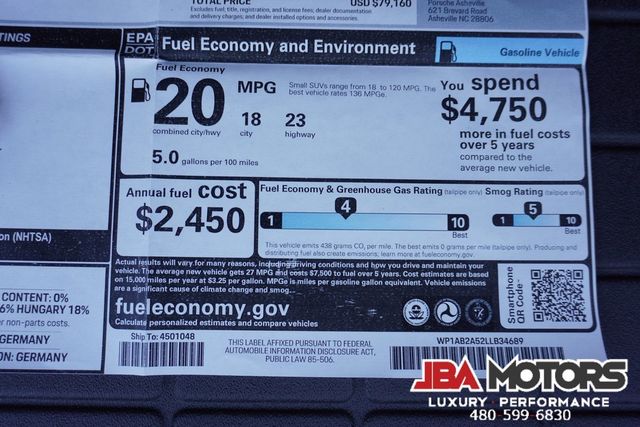 TOTAL PRICE USD $79,160
Excludes fuel; title, registration, and license fees; dealer documentation
and delivery charges; and dealer installed options and accessories.
Porsche Asheville
621 Brevard Road
Asheville NC 28806
TINGS
EPA
DOT
Fuel Economy and Environment
Gasoline Vehicle
Fuel Economy
20 MPG
combined city/hwy
18
city
23
highway
5.0 gallons per 100 miles
Small SUVs range from 18 to 120 MPG. The
best vehicle rates 136 MPGe.
You spend
$4,750
more in fuel costs
over 5 years
compared to the
average new vehicle.
Annual fuel cost
$2,450
Fuel Economy & Greenhouse Gas Rating (tailpipe only)
4
1
10
Best
Smog Rating (tailpipe only)
5
1
10
Best
This vehicle emits 438 grams CO₂ per mile. The best emits 0 grams per mile (tailpipe only). Producing and
distributing fuel also create emissions; learn more at fueleconomy.gov.
on (NHTSA)
Actual results will vary for many reasons, including driving conditions and how you drive and maintain your
vehicle. The average new vehicle gets 27 MPG and costs $7,500 to fuel over 5 years. Cost estimates are based
on 15,000 miles per year at $3.25 per gallon. MPGe is miles per gasoline gallon equivalent. Vehicle emissions
are a significant cause of climate change and smog.
fueleconomy.gov
Calculate personalized estimates and compare vehicles
Smartphone
QR Code
CONTENT: 0%
6% HUNGARY 18%
r non-parts costs.
GERMANY
ION: GERMANY
Ship To: 4501048
THIS LABEL AFFIXED PURSUANT TO FEDERAL
AUTOMOBILE INFORMATION DISCLOSURE ACT,
PUBLIC LAW 85-506.
WP1AB2A52LLB34689
JBA MOTORS
LUXURY · PERFORMANCE
480-599-6830